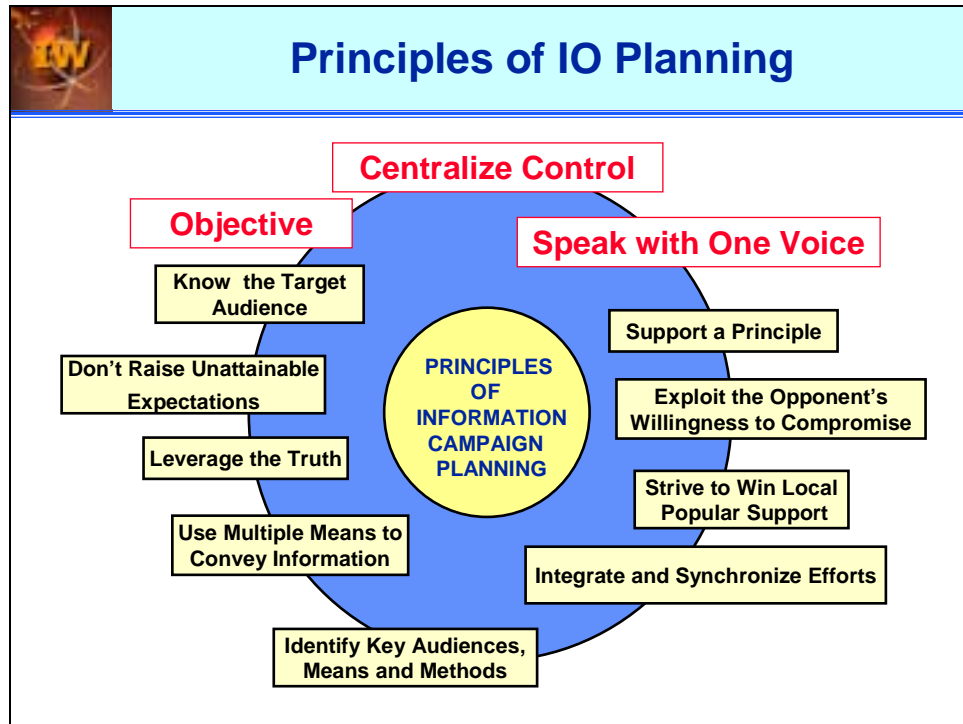 IW
Principles of IO Planning
Centralize Control
Objective
Speak with One Voice
Know the Target
Audience
Support a Principle
Don’t Raise Unattainable
Expectations
Exploit the Opponent’s
Willingness to Compromise
PRINCIPLES
OF
INFORMATION
CAMPAIGN
PLANNING
Leverage the Truth
Strive to Win Local
Popular Support
Use Multiple Means to
Convey Information
Integrate and Synchronize Efforts
Identify Key Audiences,
Means and Methods